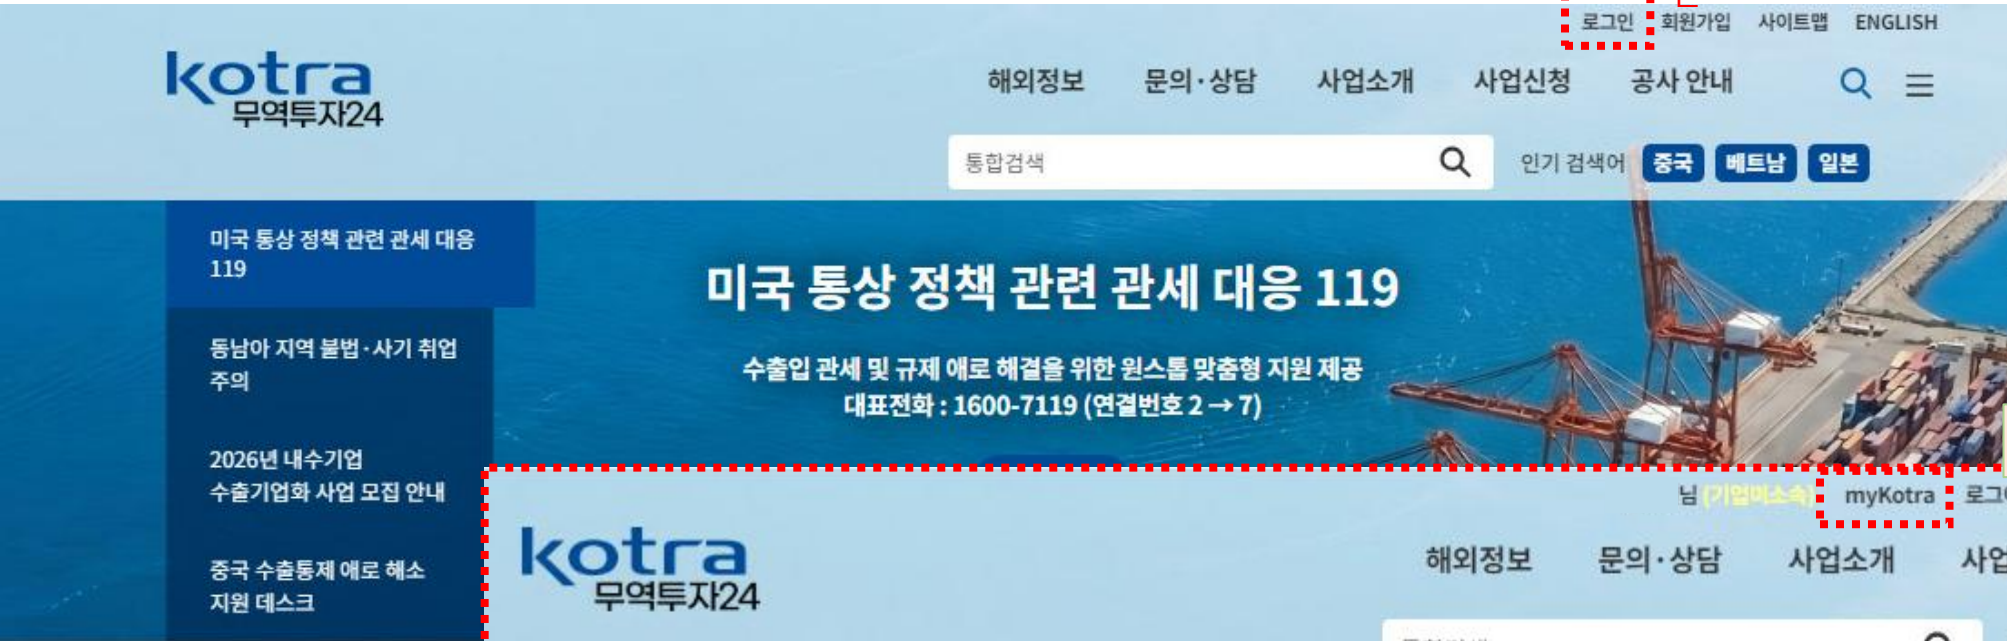 로그인 회원가입 사이트맵 ENGLISH
kotra
무역투자24
해외정보 문의·상담 사업소개 사업신청 공사 안내
통합검색
인기 검색어 중국 베트남 일본
미국 통상 정책 관련 관세 대응
119
동남아 지역 불법·사기 취업
주의
2026년 내수기업
수출기업화 사업 모집 안내
중국 수출통제 애로 해소
지원 데스크
미국 통상 정책 관련 관세 대응 119
수출입 관세 및 규제 애로 해결을 위한 원스톱 맞춤형 지원 제공
대표전화 : 1600-7119 (연결번호 2 → 7)
님 (기업미소속) myKotra
kotra
무역투자24
해외정보 문의·상담 사업소개